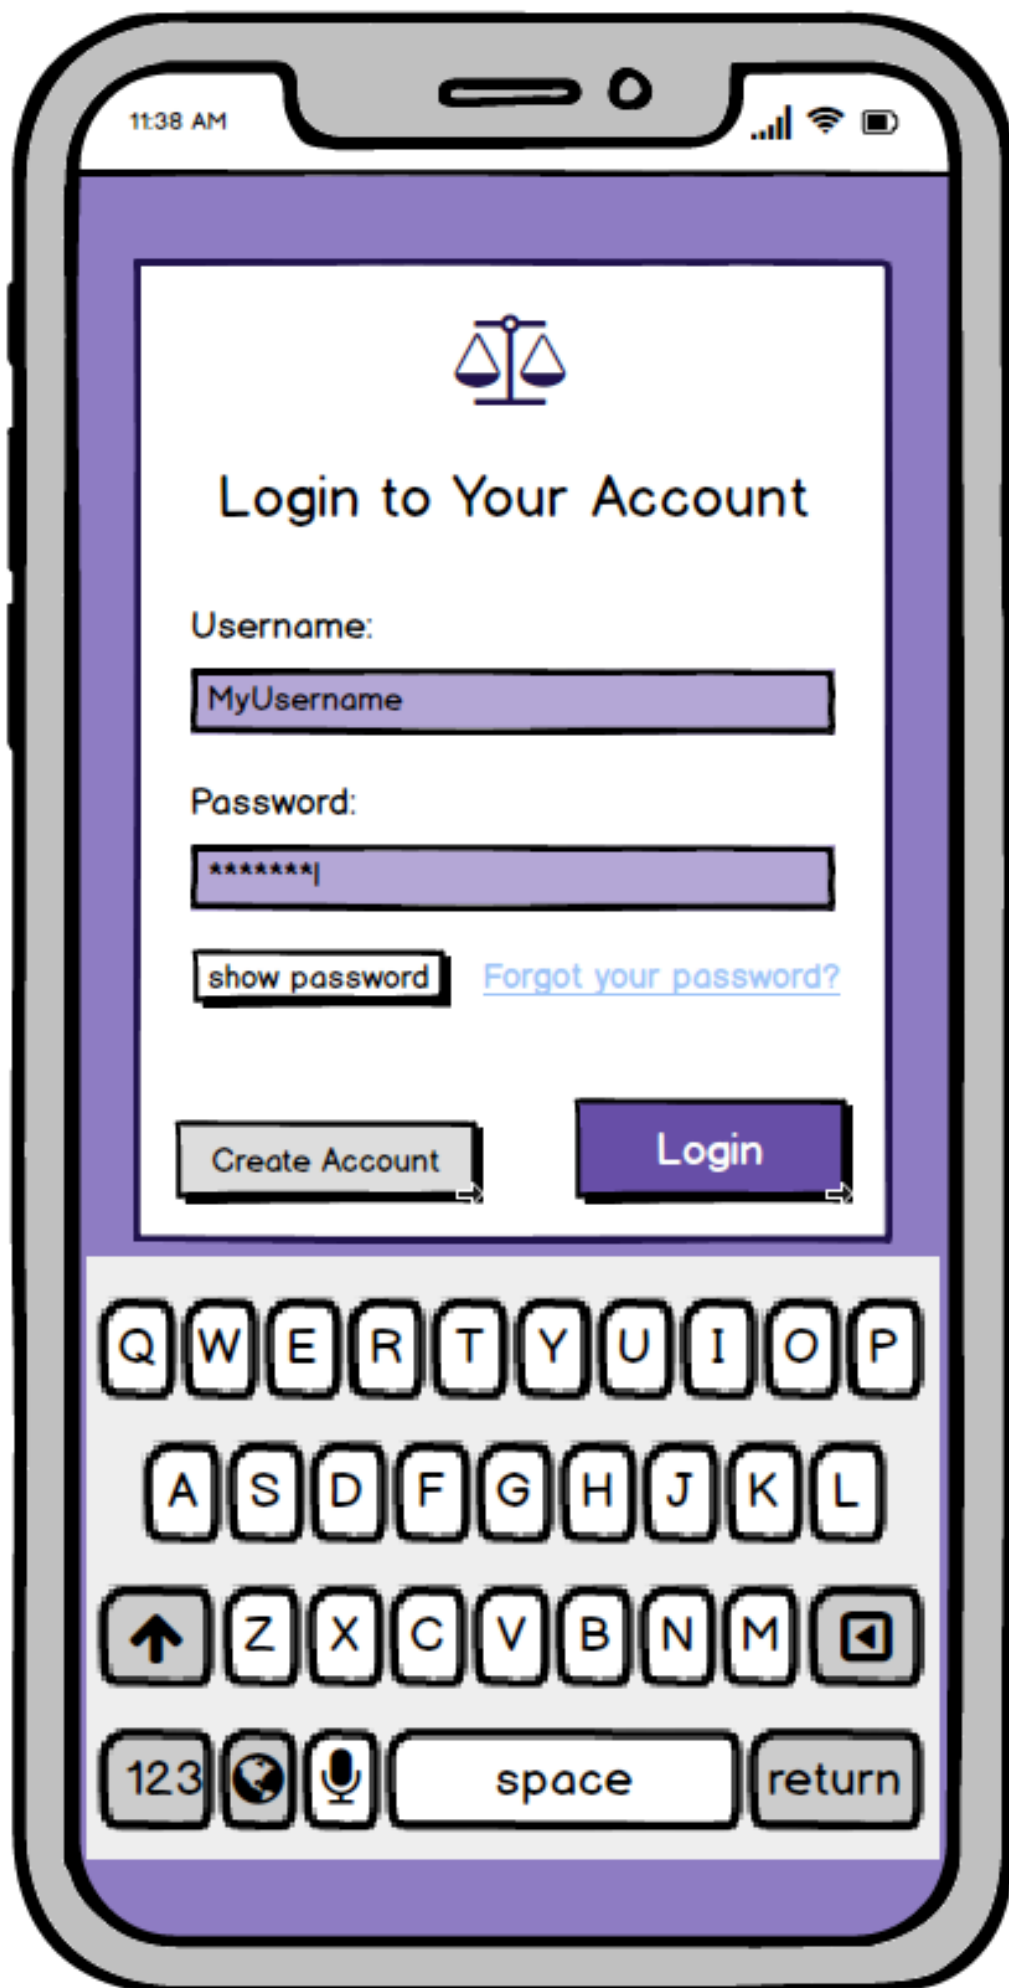 11:38 AM
Login to Your Account
Username:
MyUsername
Password:
*******|
show password Forgot your password?
Create Account Login
Q W E R T Y U I O P
A S D F G H J K L
Z X C V B N M
123 space return